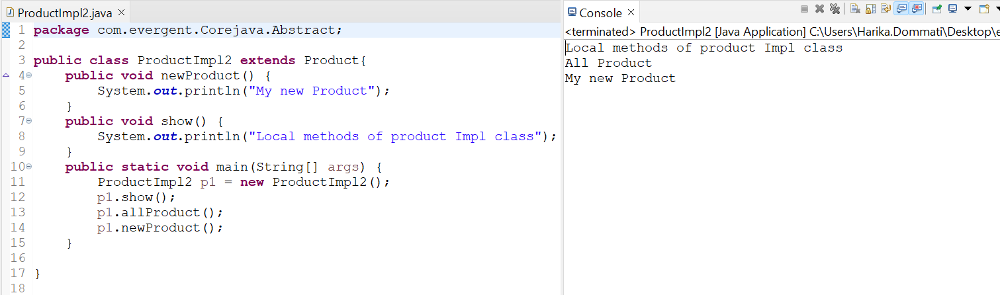 ProductImpl2.java
1 package com.evergent.Corejava.Abstract;
2
3 public class ProductImpl2 extends Product{
4 public void newProduct() {
5 System.out.println("My new Product");
6 }
7 public void show() {
8 System.out.println("Local methods of product Impl class");
9 }
10 public static void main(String[] args) {
11 ProductImpl2 p1 = new ProductImpl2();
12 p1.show();
13 p1.allProduct();
14 p1.newProduct();
15 }
16
17 }
18
Console
<terminated> ProductImpl2 [Java Application] C:\Users\Harika.Dommati\Desktop\e
Local methods of product Impl class
All Product
My new Product